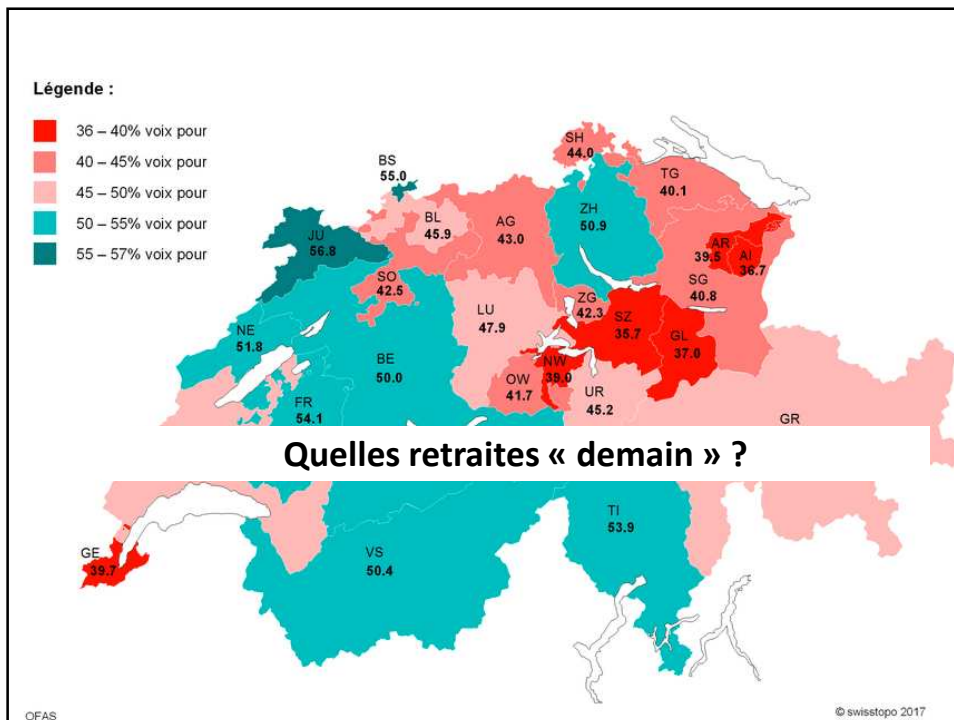 Légende :
36 – 40% voix pour
40 – 45% voix pour
45 – 50% voix pour
50 – 55% voix pour
55 – 57% voix pour
SH
44.0
BS
55.0
TG
40.1
BL
45.9
AG
43.0
ZH
50.9
JU
56.8
AR
39.5
AI
36.7
SO
42.5
SG
40.8
ZG
42.3
LU
47.9
SZ
35.7
NE
51.8
GL
37.0
BE
50.0
NW
39.0
OW
41.7
UR
45.2
FR
54.1
GR
Quelles retraites « demain » ?
TI
53.9
GE
39.7
VS
50.4
OFAS
© swisstopo 2017